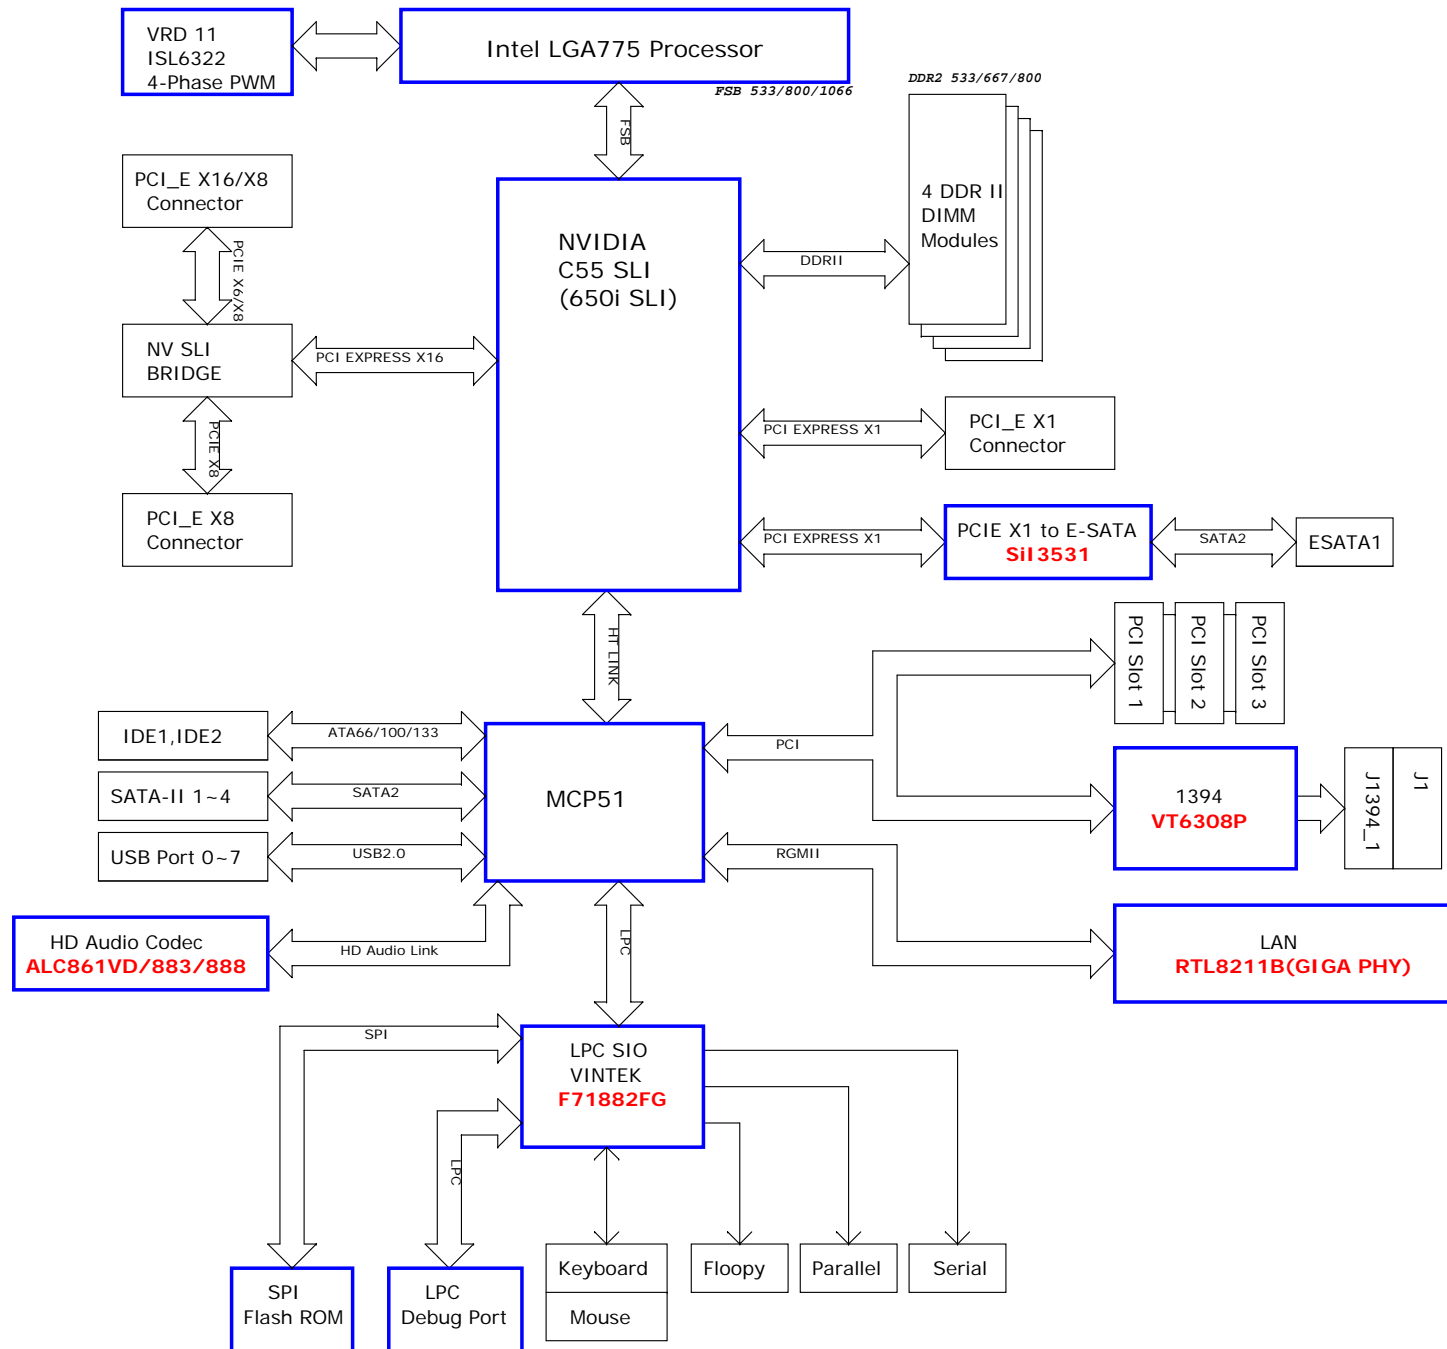 VRD 11
ISL6322
4-Phase PWM
Intel LGA775 Processor
FSB 533/800/1066
DDR2 533/667/800
FSB
PCI_E X16/X8
Connector
4 DDR II
DIMM
Modules
NVIDIA
C55 SLI
(650i SLI)
DDRII
PCIE X6/X8
NV SLI
BRIDGE
PCI EXPRESS X16
PCIE X8
PCI EXPRESS X1
PCI_E X1
Connector
PCI_E X8
Connector
PCI EXPRESS X1
PCIE X1 to E-SATA
SiI3531
SATA2
ESATA1
HT LINK
PCI Slot 1
PCI Slot 2
PCI Slot 3
IDE1,IDE2
ATA66/100/133
PCI
SATA-II 1~4
SATA2
MCP51
1394
VT6308P
J1394_1
J1
USB Port 0~7
USB2.0
RGMII
HD Audio Codec
ALC861VD/883/888
HD Audio Link
LPC
LAN
RTL8211B(GIGA PHY)
SPI
LPC SIO
VINTEK
F71882FG
LPC
SPI
Flash ROM
LPC
Debug Port
Keyboard
Mouse
Floopy
Parallel
Serial